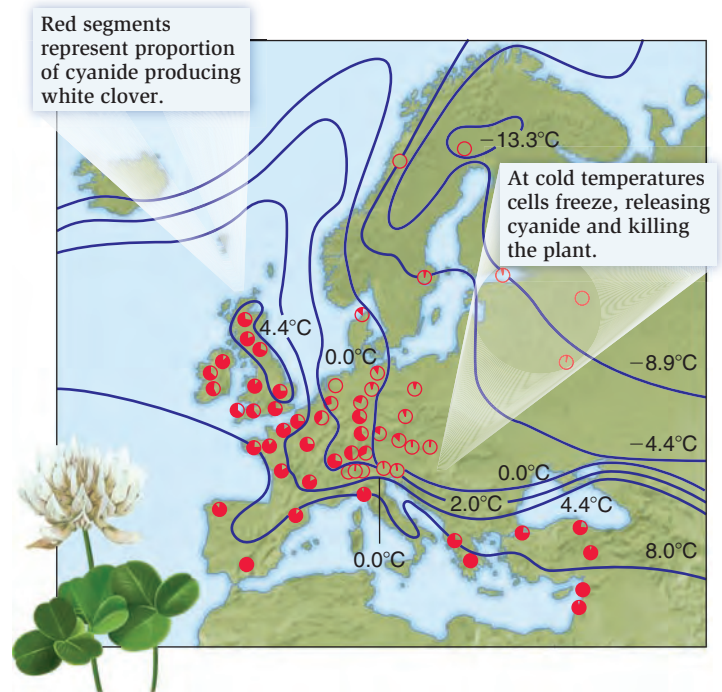 Red segments
represent proportion
of cyanide producing
white clover.
−13.3°C
At cold temperatures
cells freeze, releasing
cyanide and killing
the plant.
4.4°C
0.0°C
−8.9°C
−4.4°C
0.0°C
2.0°C
4.4°C
0.0°C
8.0°C